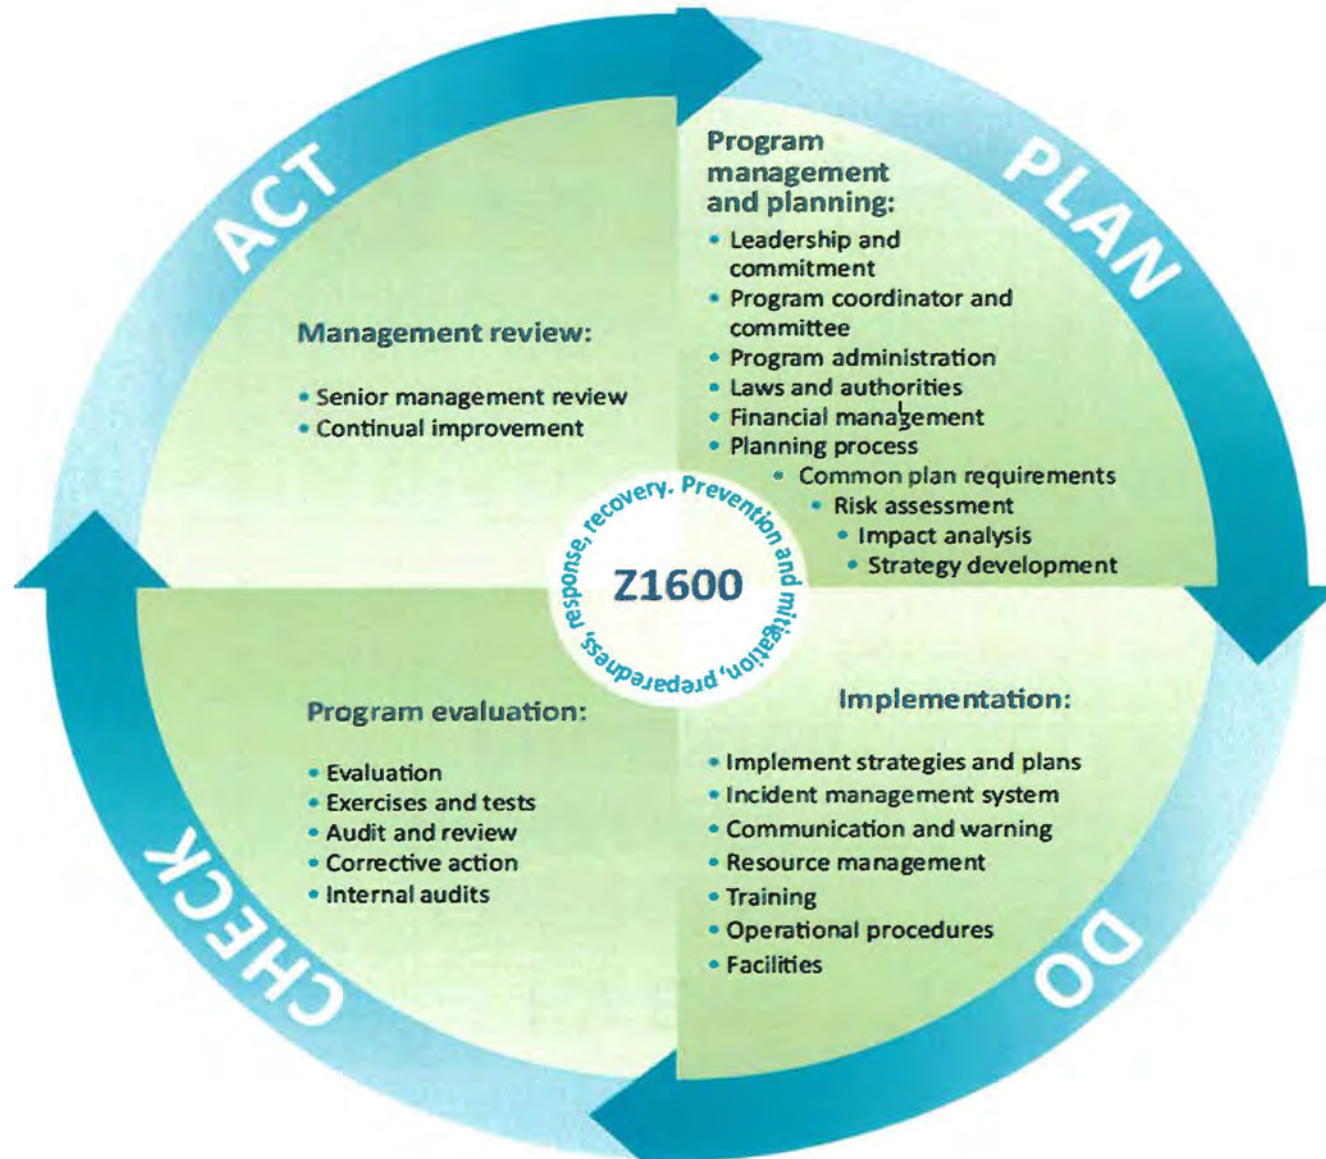 ACT
PLAN
Program
management
and planning:
• Leadership and
commitment
• Program coordinator and
committee
• Program administration
• Laws and authorities
• Financial management
• Planning process
• Common plan requirements
• Risk assessment
• Impact analysis
• Strategy development
Management review:
• Senior management review
• Continual improvement
Prevention and mitigation, preparedness, response, recovery.
Z1600
Implementation:
• Implement strategies and plans
• Incident management system
• Communication and warning
• Resource management
• Training
• Operational procedures
• Facilities
DO
Program evaluation:
• Evaluation
• Exercises and tests
• Audit and review
• Corrective action
• Internal audits
CHECK